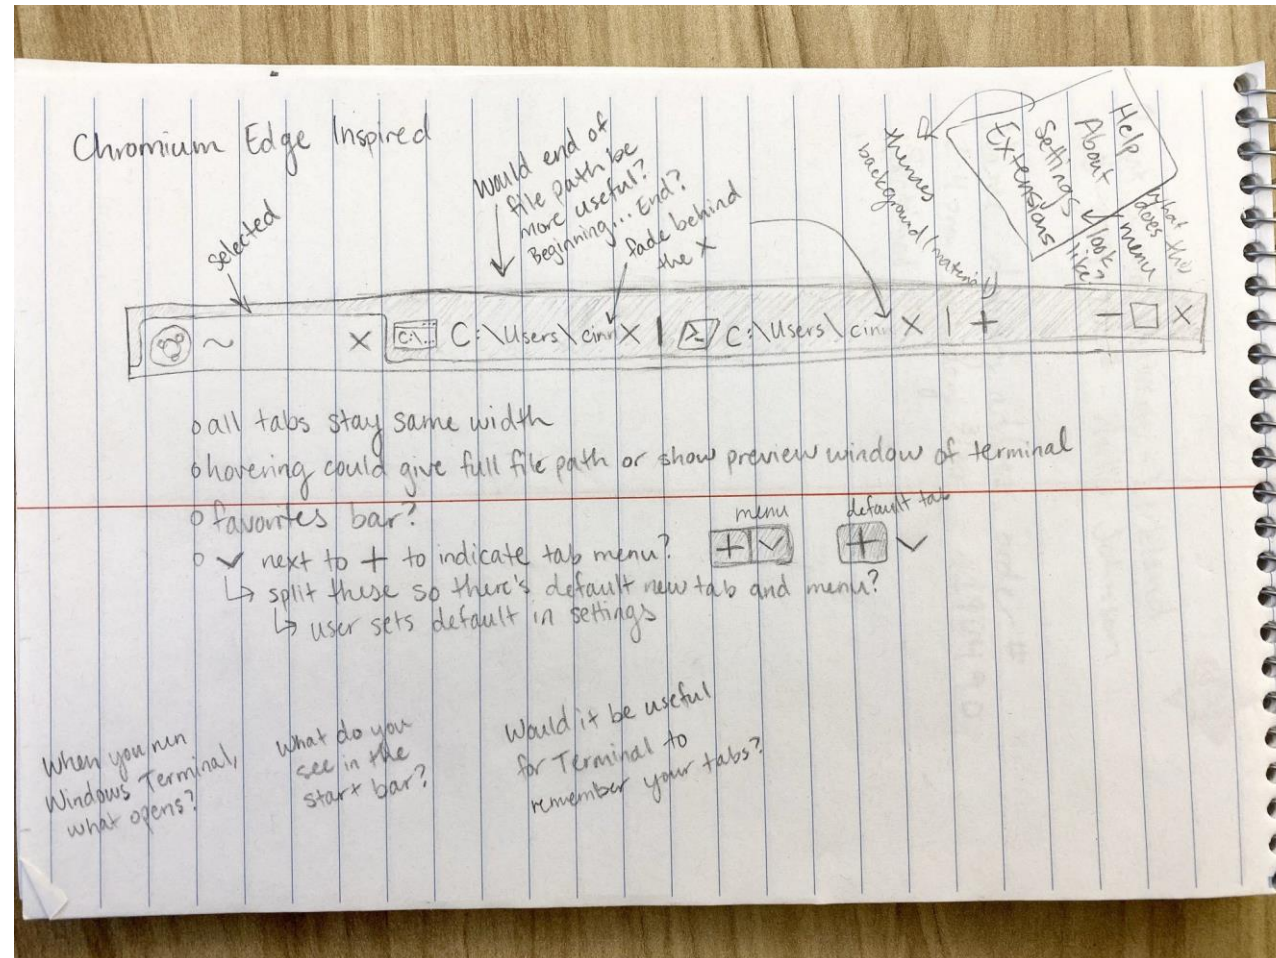 Chromium Edge Inspired
selected
Would end of
file path be
more useful?
Beginning... End?
fade behind
the X
themes
background (material)
Help
About
Settings
Extensions
what does the
menu look
like?
~ X C:\... C:\Users\cinn X | >_ C:\Users\cinn X | + – □ X
all tabs stay same width
hovering could give full file path or show preview window of terminal
favorites bar?
✓ next to + to indicate tab menu?
menu
+ ✓
default tab
+ ✓
↳ split these so there's default new tab and menu?
↳ user sets default in settings
When you run
Windows Terminal,
what opens?
What do you
see in the
start bar?
Would it be useful
for Terminal to
remember your tabs?